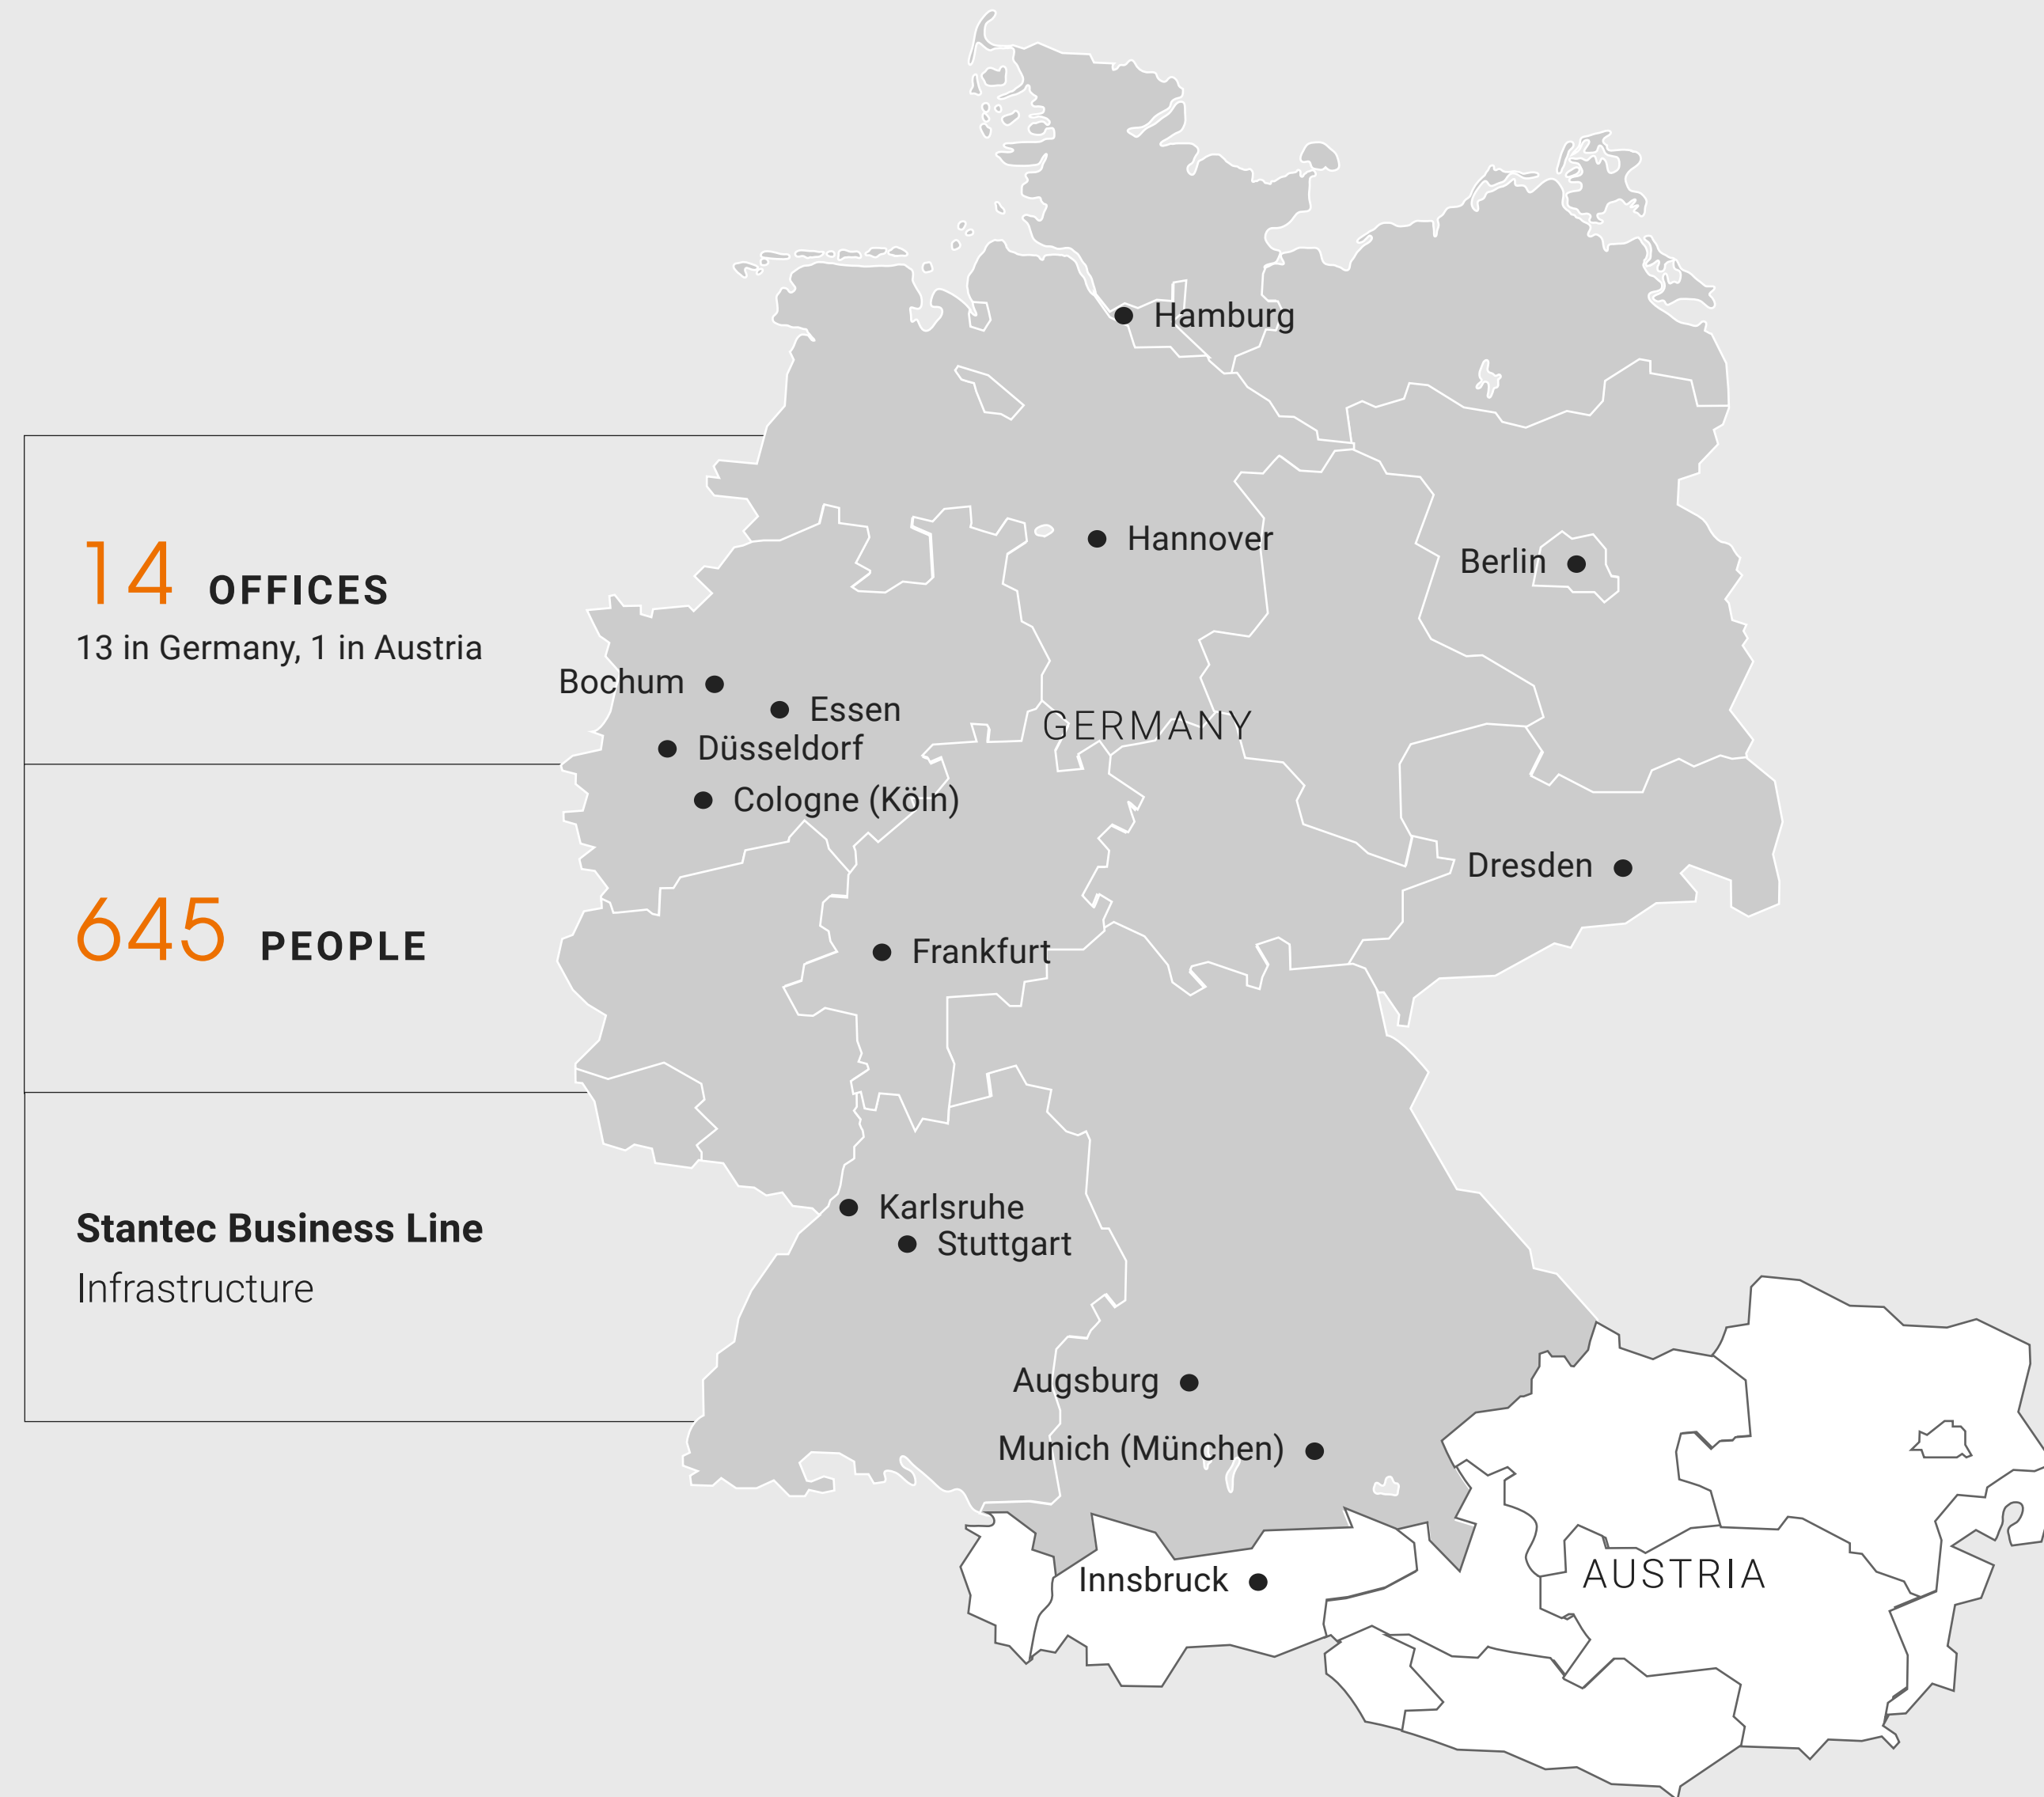 14 OFFICES
13 in Germany, 1 in Austria
645 PEOPLE
Stantec Business Line
Infrastructure
Hamburg
Hannover
Berlin
Bochum
Essen
GERMANY
Düsseldorf
Cologne (Köln)
Dresden
Frankfurt
Karlsruhe
Stuttgart
Augsburg
Munich (München)
Innsbruck
AUSTRIA